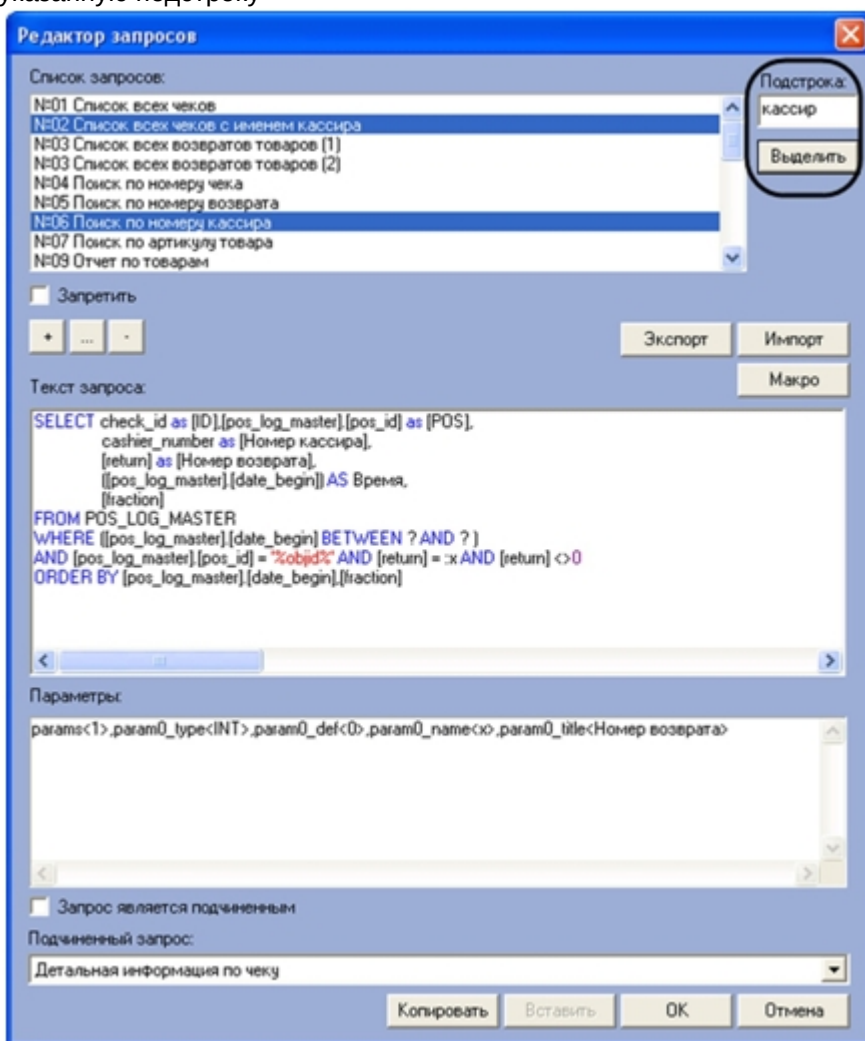 указанную подстроку
Редактор запросов
Список запросов:
Подстрока:
№01 Список всех чеков
кассир
№02 Список всех чеков с именем кассира
№03 Список всех возвратов товаров (1)
Выделить
№03 Список всех возвратов товаров (2)
№04 Поиск по номеру чека
№05 Поиск по номеру возврата
№06 Поиск по номеру кассира
№07 Поиск по артикулу товара
№09 Отчет по товарам
Запретить
+ ... -
Экспорт Импорт
Макро
Текст запроса:
SELECT check_id as [ID],[pos_log_master].[pos_id] as [POS],
cashier_number as [Номер кассира],
[return] as [Номер возврата],
([pos_log_master].[date_begin]) AS Время,
[fraction]
FROM POS_LOG_MASTER
WHERE ([pos_log_master].[date_begin] BETWEEN ? AND ? )
AND [pos_log_master].[pos_id] = "%objid%" AND [return] = :x AND [return] <>0
ORDER BY [pos_log_master].[date_begin],[fraction]
Параметры:
params<1>,param0_type<INT>,param0_def<0>,param0_name<x>,param0_title<Номер возврата>
Запрос является подчиненным
Подчиненный запрос:
Детальная информация по чеку
Копировать Вставить OK Отмена